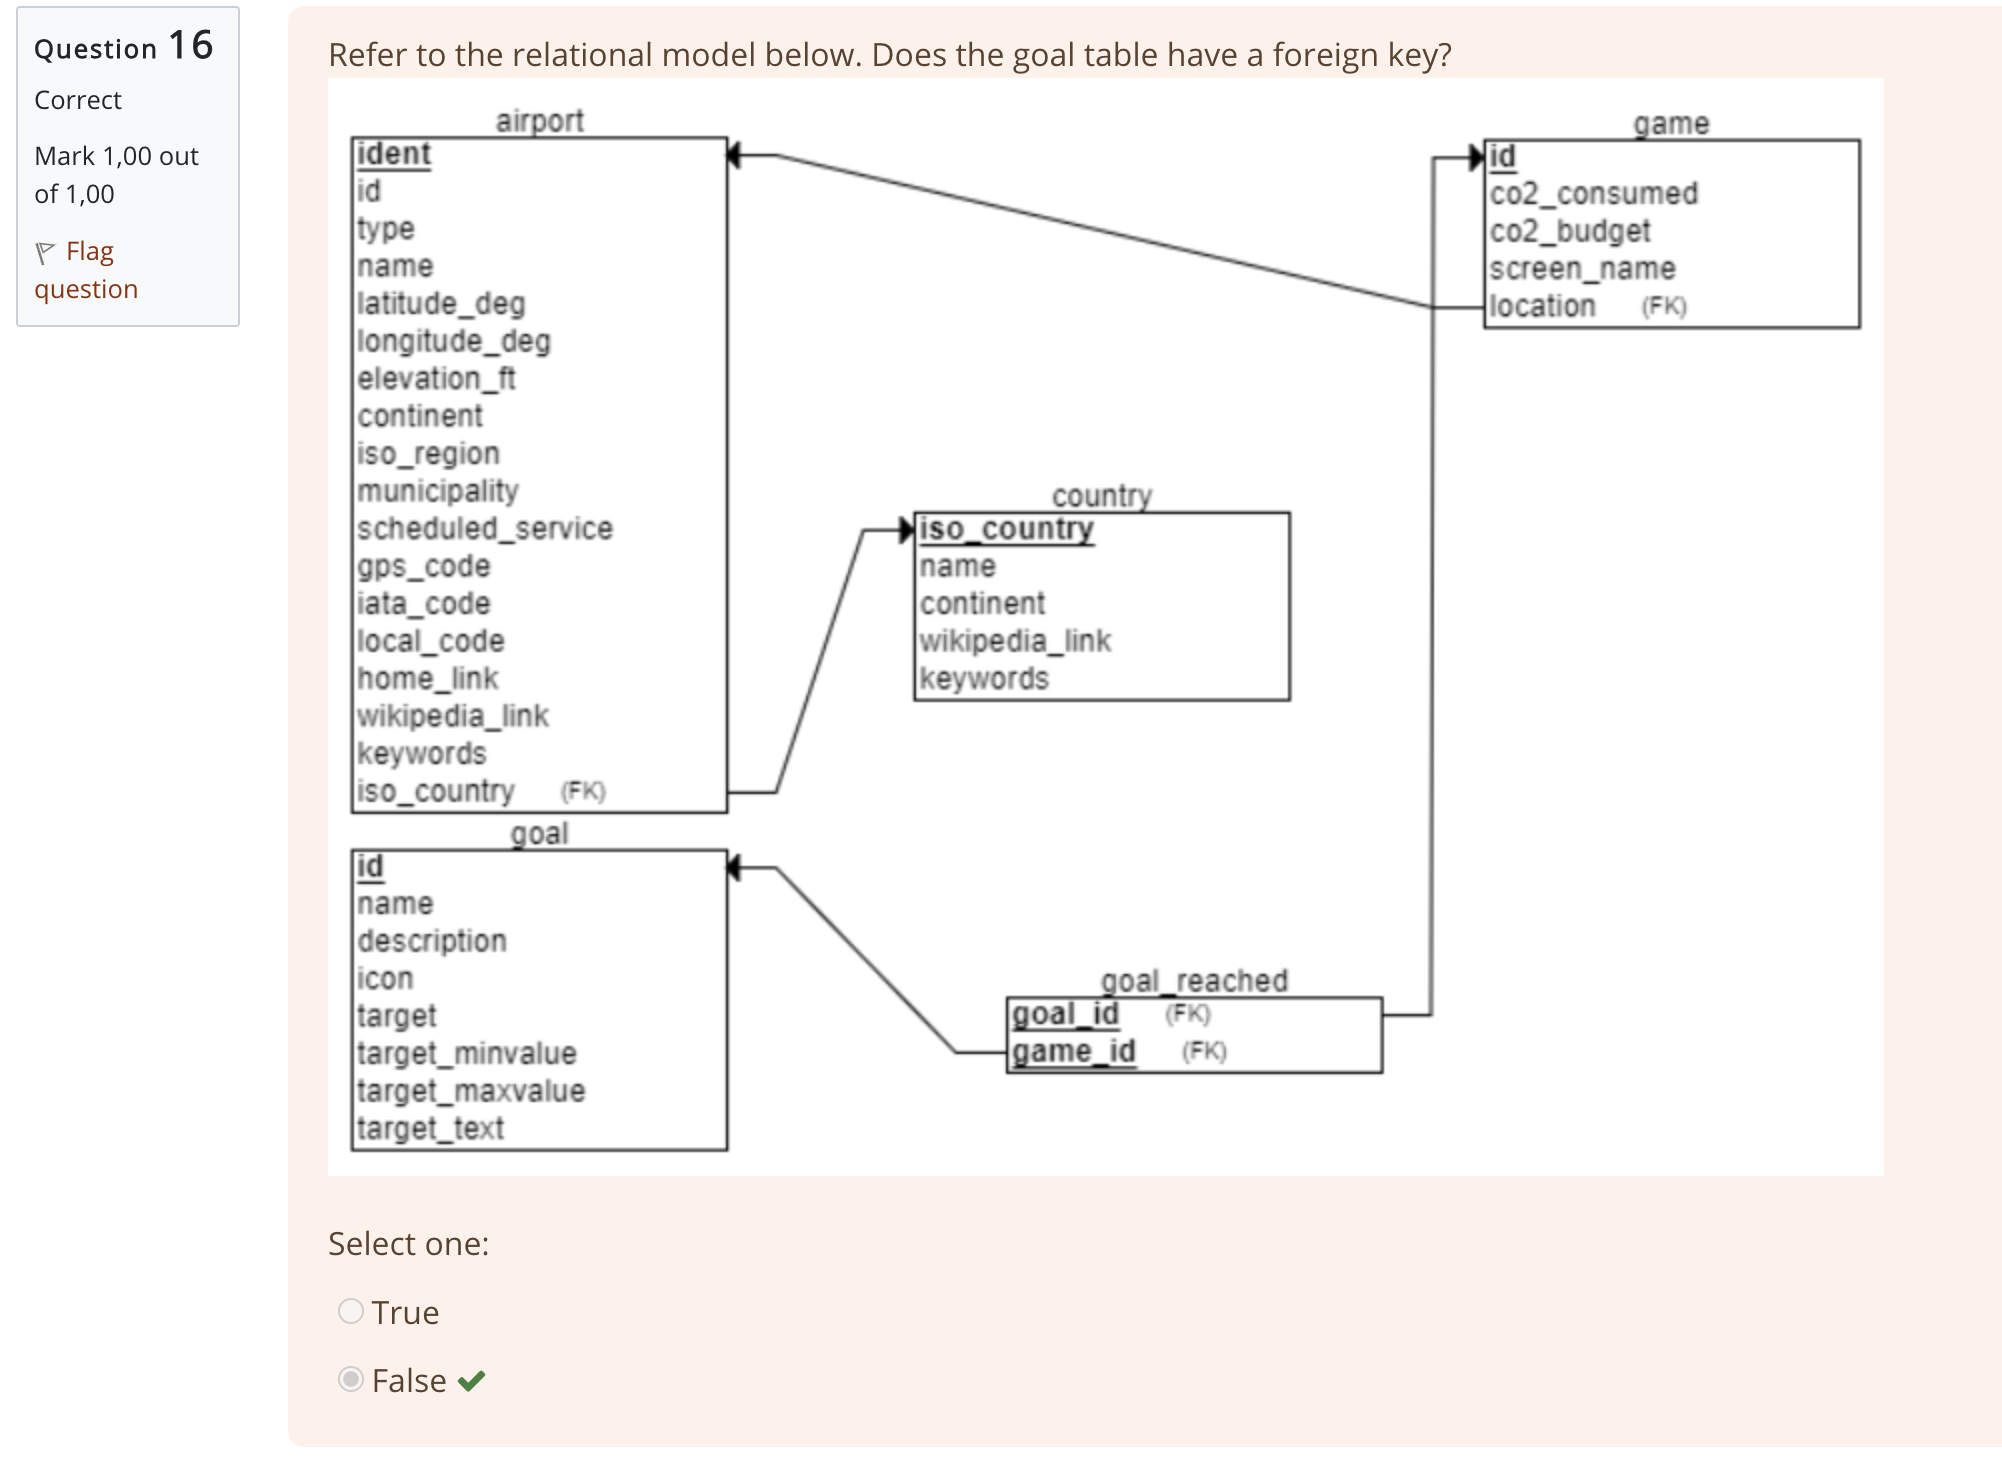 Question 16
Correct
Mark 1,00 out
of 1,00
Flag
question
Refer to the relational model below. Does the goal table have a foreign key?
airport
ident
id
type
name
latitude_deg
longitude_deg
elevation_ft
continent
iso_region
municipality
scheduled_service
gps_code
iata_code
local_code
home_link
wikipedia_link
keywords
iso_country (FK)
game
id
co2_consumed
co2_budget
screen_name
location (FK)
country
iso_country
name
continent
wikipedia_link
keywords
goal
id
name
description
icon
target
target_minvalue
target_maxvalue
target_text
goal_reached
goal_id (FK)
game_id (FK)
Select one:
True
False